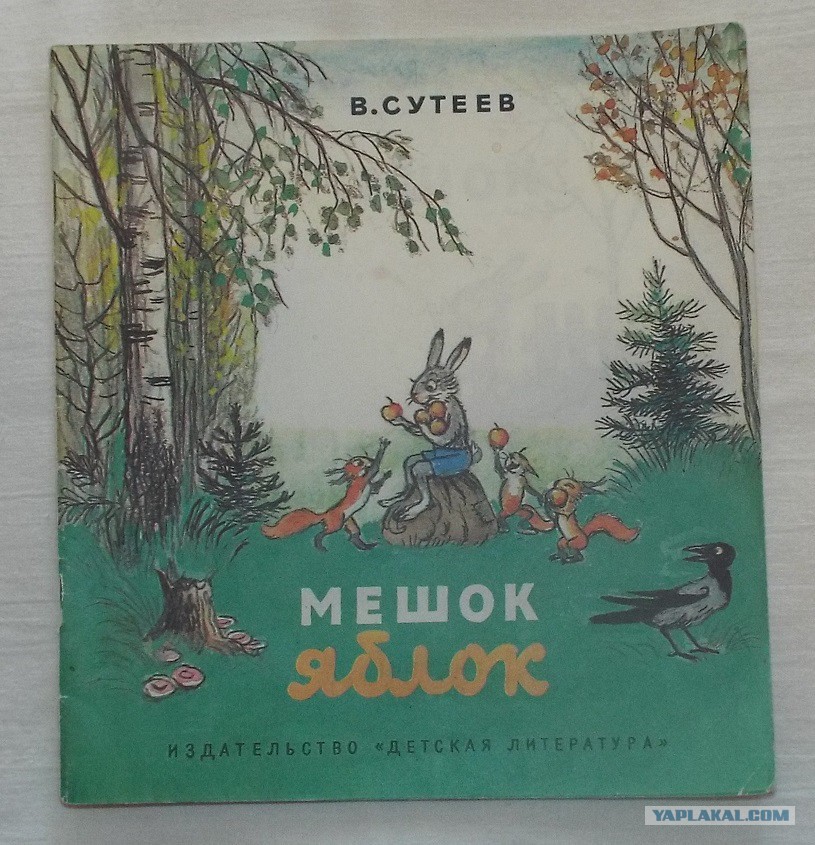 В.СУТЕЕВ
МЕШОК
яблок
ИЗДАТЕЛЬСТВО «ДЕТСКАЯ ЛИТЕРАТУРА»
YAPLAKAL.COM